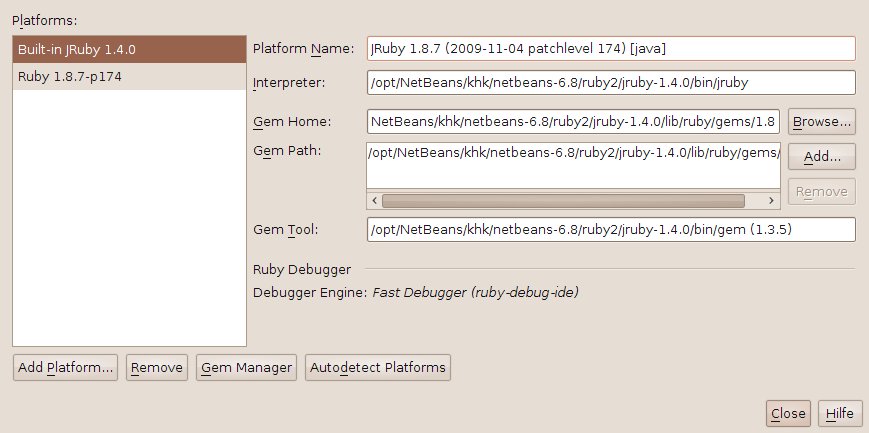 Platforms:
Built-in JRuby 1.4.0
Ruby 1.8.7-p174
Platform Name: JRuby 1.8.7 (2009-11-04 patchlevel 174) [java]
Interpreter: /opt/NetBeans/khk/netbeans-6.8/ruby2/jruby-1.4.0/bin/jruby
Gem Home: NetBeans/khk/netbeans-6.8/ruby2/jruby-1.4.0/lib/ruby/gems/1.8 Browse...
Gem Path: /opt/NetBeans/khk/netbeans-6.8/ruby2/jruby-1.4.0/lib/ruby/gems/ Add...
Remove
Gem Tool: /opt/NetBeans/khk/netbeans-6.8/ruby2/jruby-1.4.0/bin/gem (1.3.5)
Ruby Debugger
Debugger Engine: Fast Debugger (ruby-debug-ide)
Add Platform... Remove Gem Manager Autodetect Platforms
Close Hilfe